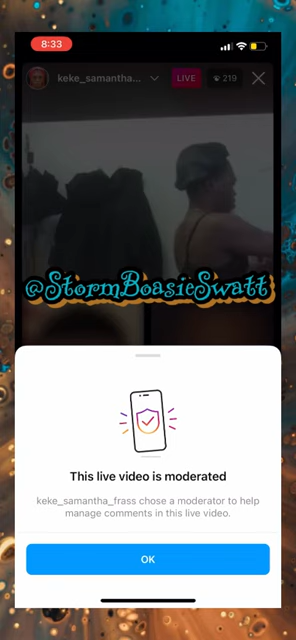 8:33
keke_samantha...
LIVE
219
@StormBoasieSwatt
This live video is moderated
keke_samantha_frass chose a moderator to help
manage comments in this live video.
OK